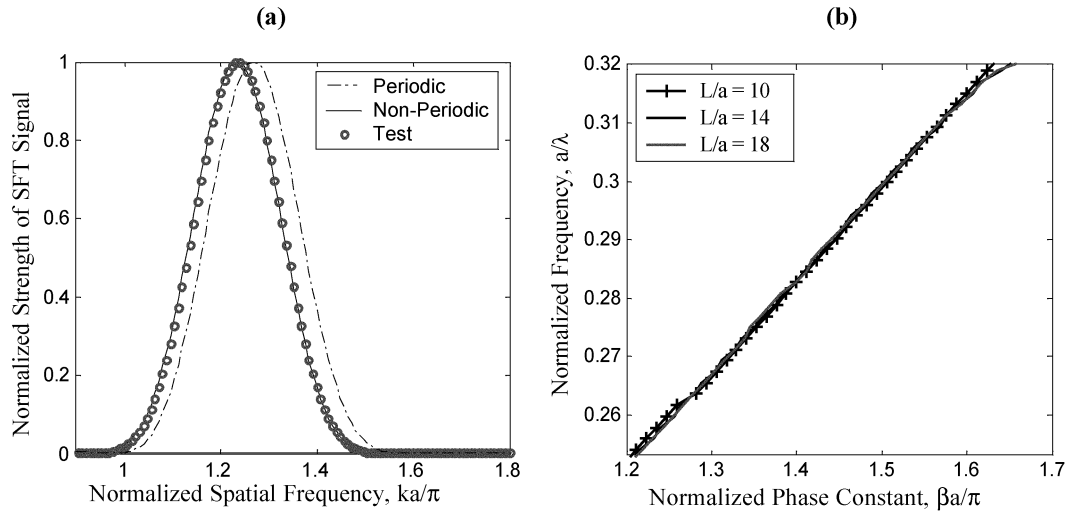 (a)
Normalized Strength of SFT Signal
1
0.8
0.6
0.4
0.2
0
Periodic
Non-Periodic
Test
1
1.2
1.4
1.6
1.8
Normalized Spatial Frequency, ka/π
(b)
Normalized Frequency, a/λ
0.32
0.31
0.3
0.29
0.28
0.27
0.26
L/a = 10
L/a = 14
L/a = 18
1.2
1.3
1.4
1.5
1.6
1.7
Normalized Phase Constant, βa/π